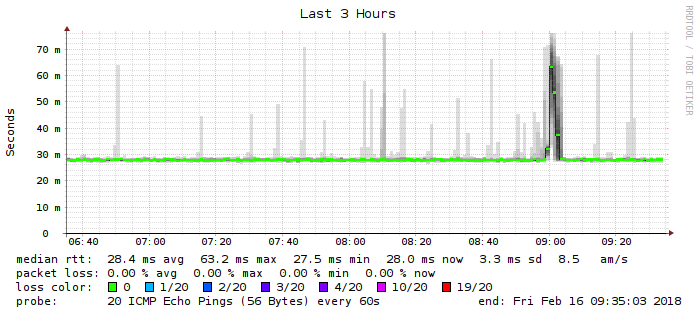 Last 3 Hours
RRDTOOL / TOBI OETIKER
Seconds
70 m
60 m
50 m
40 m
30 m
20 m
10 m
0
06:40 07:00 07:20 07:40 08:00 08:20 08:40 09:00 09:20
median rtt: 28.4 ms avg 63.2 ms max 27.5 ms min 28.0 ms now 3.3 ms sd 8.5 am/s
packet loss: 0.00 % avg 0.00 % max 0.00 % min 0.00 % now
loss color: 0 1/20 2/20 3/20 4/20 10/20 19/20
probe: 20 ICMP Echo Pings (56 Bytes) every 60s end: Fri Feb 16 09:35:03 2018